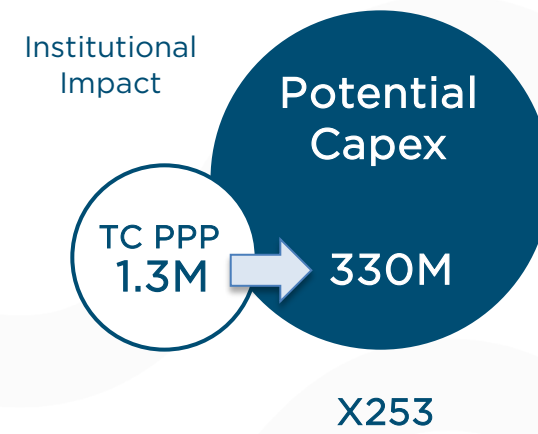 Institutional
Impact
Potential
Capex
TC PPP
1.3M
330M
X253